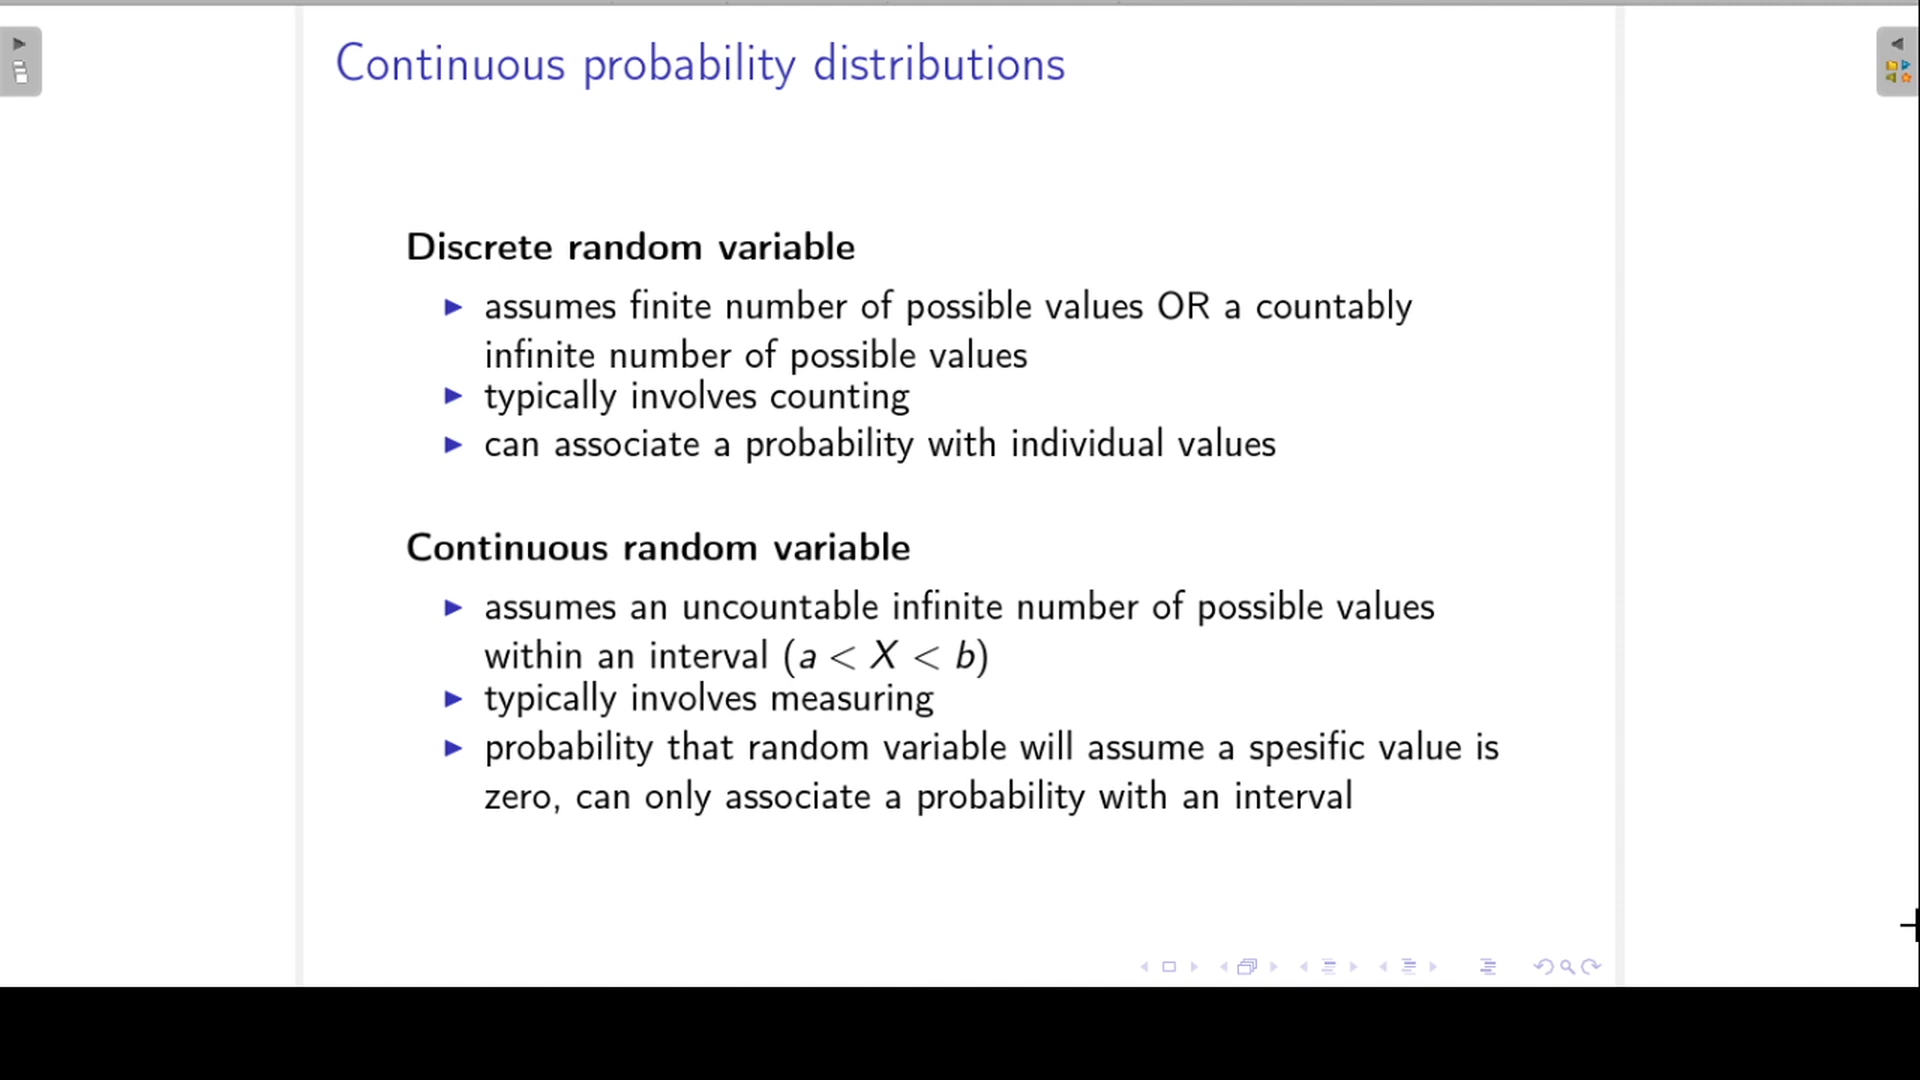 Continuous probability distributions
Discrete random variable
▶ assumes finite number of possible values OR a countably
infinite number of possible values
▶ typically involves counting
▶ can associate a probability with individual values
Continuous random variable
▶ assumes an uncountable infinite number of possible values
within an interval (a < X < b)
▶ typically involves measuring
▶ probability that random variable will assume a spesific value is
zero, can only associate a probability with an interval